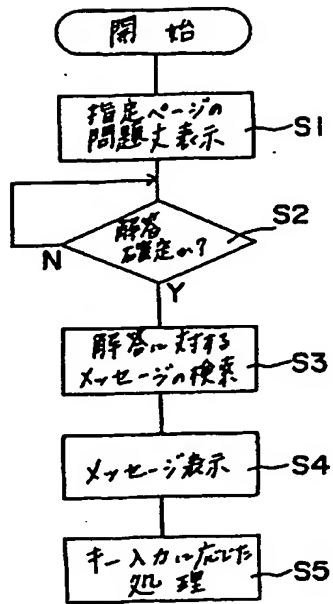 開始
指定ページの
問題文表示
S1
解答
確定か?
S2
N
Y
解答に対する
メッセージの検索
S3
メッセージ表示
S4
キー入力に応じた
処理
S5